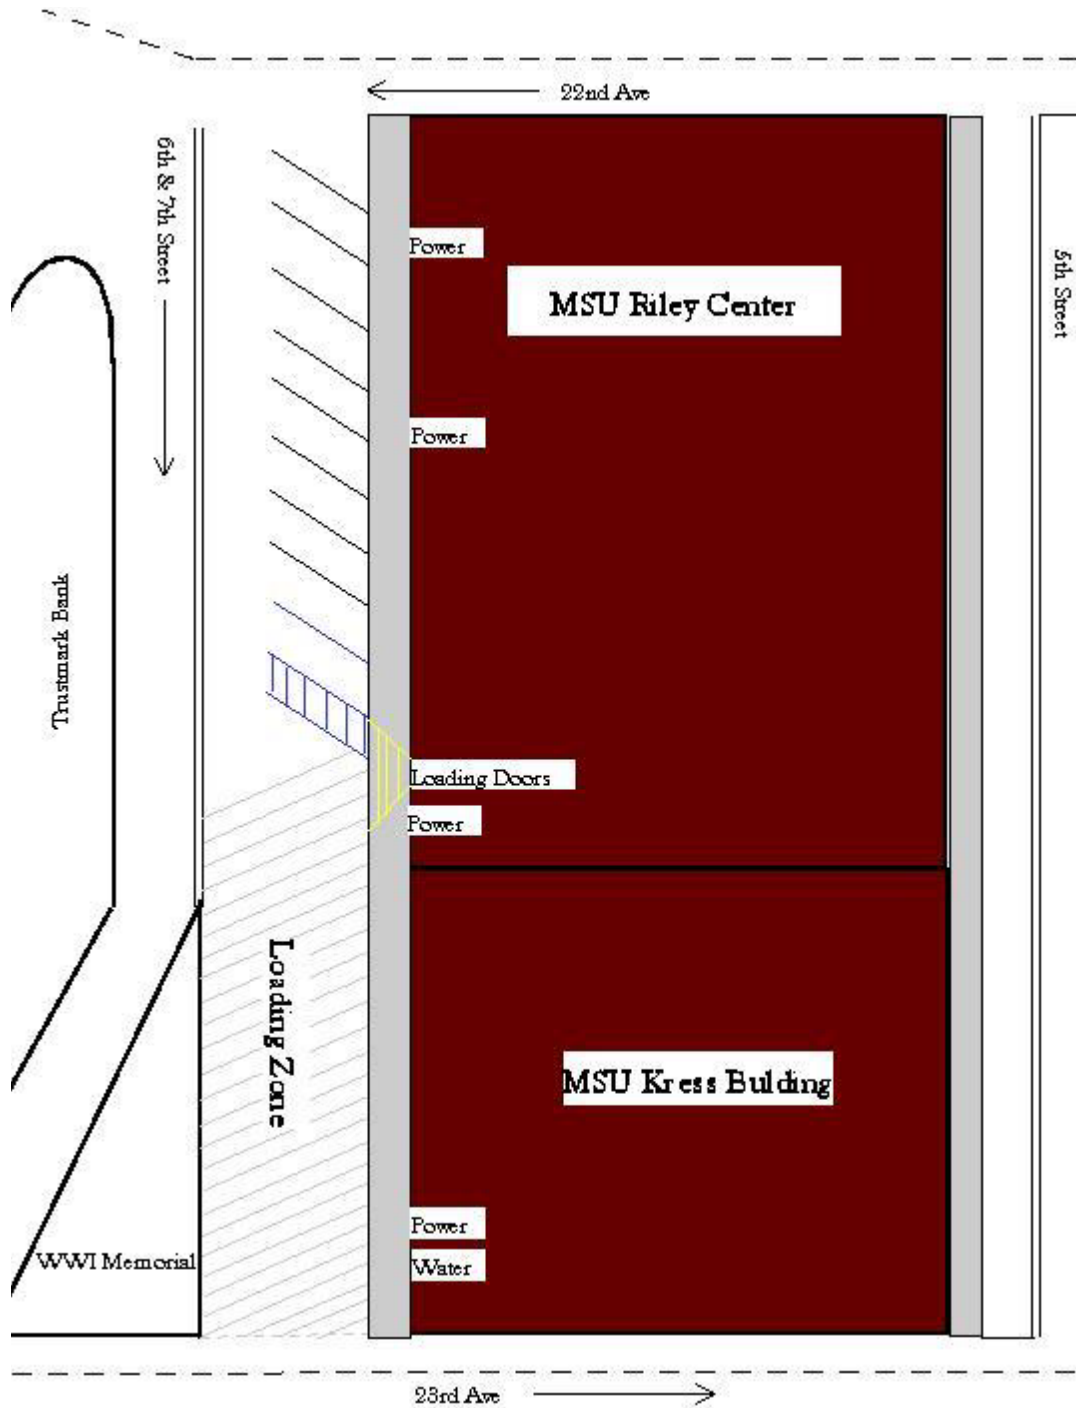 22nd Ave
6th & 7th Street
5th Street
Power
MSU Riley Center
Power
Trustmark Bank
Loading Doors
Power
Loading Zone
MSU Kress Bulding
Power
WWI Memorial
Water
23rd Ave